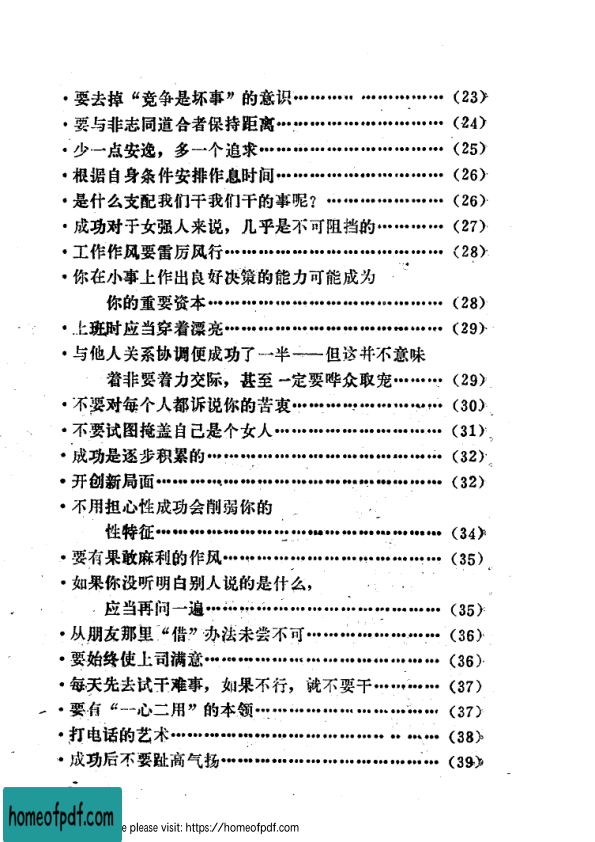 ·要去掉“竞争是坏事”的意识………………………(23)
·要与非志同道合者保持距离………………………(24)
·少一点安逸，多一个追求………………………(25)
·根据自身条件安排作息时间………………………(26)
·是什么支配我们干我们干的事呢？………………(26)
·成功对于女强人来说，几乎是不可阻挡的………(27)
·工作作风要雷厉风行………………………………(28)
·你在小事上作出良好决策的能力可能成为
你的重要资本………………………………(28)
·上班时应当穿着漂亮………………………………(29)
·与他人关系协调便成功了一半——但这并不意味
着非要着力交际，甚至一定要哗众取宠………(29)
·不要对每个人都诉说你的苦衷……………………(30)
·不要试图掩盖自己是个女人………………………(31)
·成功是逐步积累的…………………………………(32)
·开创新局面…………………………………………(32)
·不用担心性成功会削弱你的
性特征………………………………………(34)
·要有果敢麻利的作风………………………………(35)
·如果你没听明白别人说的是什么，
应当再问一遍………………………………(35)
·从朋友那里“借”办法未尝不可…………………(36)
·要始终使上司满意…………………………………(36)
·每天先去试干难事，如果不行，就不要干………(37)
·要有“一心二用”的本领…………………………(37)
·打电话的艺术………………………………………(38)
·成功后不要趾高气扬………………………………(39)
homeofpdf.com
e please visit: https://homeofpdf.com